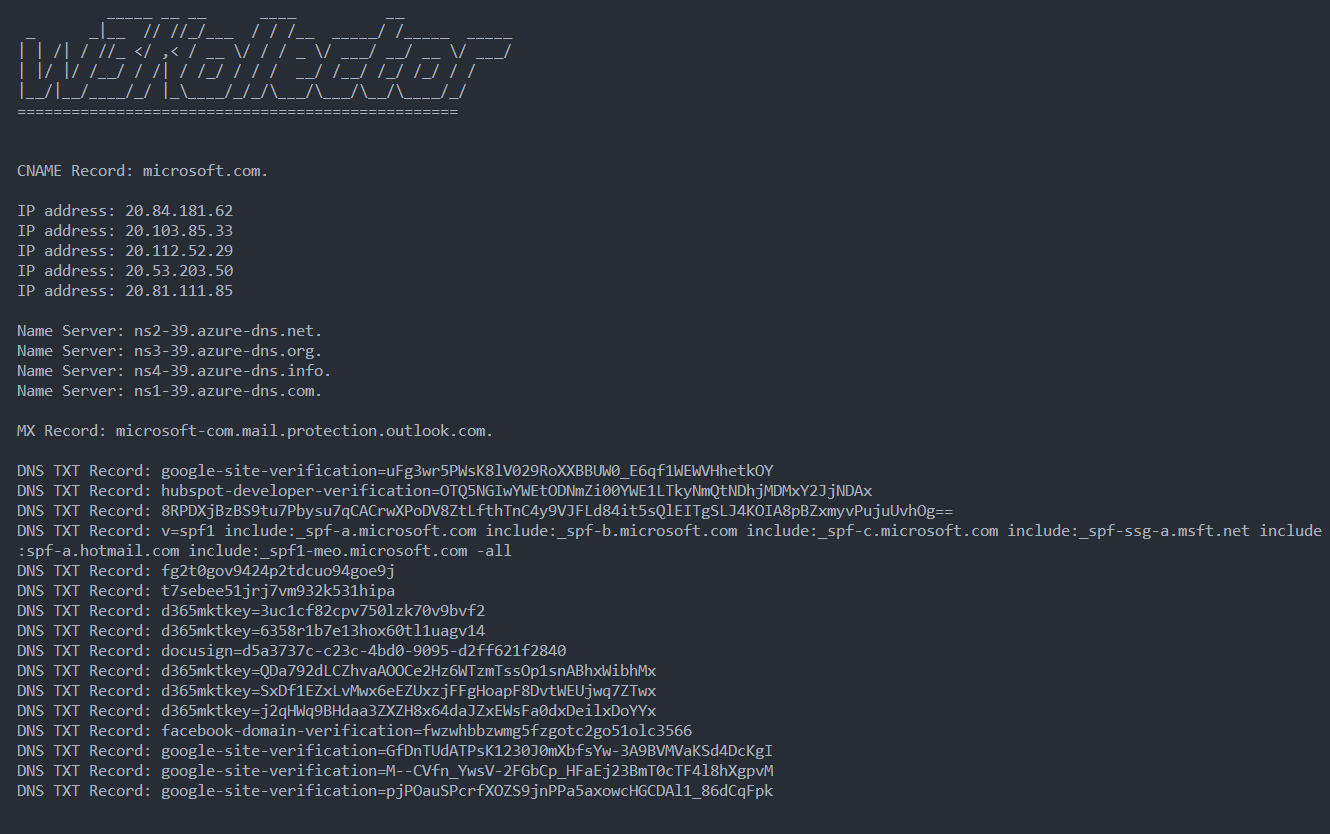 CNAME Record: microsoft.com.
IP address: 20.84.181.62
IP address: 20.103.85.33
IP address: 20.112.52.29
IP address: 20.53.203.50
IP address: 20.81.111.85
Name Server: ns2-39.azure-dns.net.
Name Server: ns3-39.azure-dns.org.
Name Server: ns4-39.azure-dns.info.
Name Server: ns1-39.azure-dns.com.
MX Record: microsoft-com.mail.protection.outlook.com.
DNS TXT Record: google-site-verification=uFg3wr5PWsK8lV029RoXXBBUW0_E6qf1WEWVHhetkOY
DNS TXT Record: hubspot-developer-verification=OTQ5NGIwYWEtODNmZi00YWE1LTkyNmQtNDhjMDMxY2JjNDAx
DNS TXT Record: 8RPDXjBzBS9tu7Pbysu7qCACrwXPoDV8ZtLfthTnC4y9VJFLd84it5sQlEITgSLJ4KOIA8pBZxmyvPujuUvhOg==
DNS TXT Record: v=spf1 include:_spf-a.microsoft.com include:_spf-b.microsoft.com include:_spf-c.microsoft.com include:_spf-ssg-a.msft.net include
:spf-a.hotmail.com include:_spf1-meo.microsoft.com -all
DNS TXT Record: fg2t0gov9424p2tdcuo94goe9j
DNS TXT Record: t7sebee51jrj7vm932k531hipa
DNS TXT Record: d365mktkey=3uc1cf82cpv750lzk70v9bvf2
DNS TXT Record: d365mktkey=6358r1b7e13hox60tl1uagv14
DNS TXT Record: docusign=d5a3737c-c23c-4bd0-9095-d2ff621f2840
DNS TXT Record: d365mktkey=QDa792dLCZhvaAOOCe2Hz6WTzmTssOp1snABhxWibhMx
DNS TXT Record: d365mktkey=SxDf1EZxLvMwx6eEZUxzjFFgHoapF8DvtWEUjwq7ZTwx
DNS TXT Record: d365mktkey=j2qHWq9BHdaa3ZXZH8x64daJZxEWsFa0dxDeilxDoYYx
DNS TXT Record: facebook-domain-verification=fwzwhbbzwmg5fzgotc2go51olc3566
DNS TXT Record: google-site-verification=GfDnTUdATPsK1230J0mXbfsYw-3A9BVMVaKSd4DcKgI
DNS TXT Record: google-site-verification=M--CVfn_YwsV-2FGbCp_HFaEj23BmT0cTF4l8hXgpvM
DNS TXT Record: google-site-verification=pjPOauSPcrfXOZS9jnPPa5axowcHGCDAl1_86dCqFpk